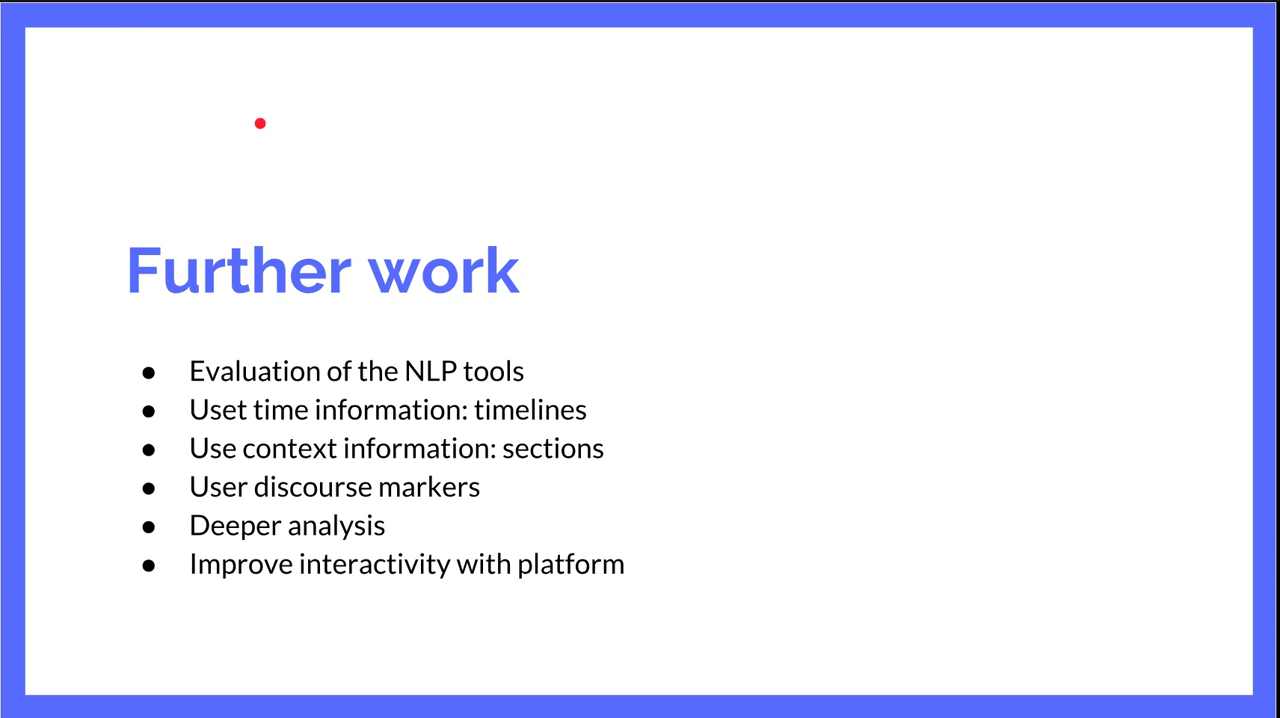 Further work
● Evaluation of the NLP tools
● Uset time information: timelines
● Use context information: sections
● User discourse markers
● Deeper analysis
● Improve interactivity with platform